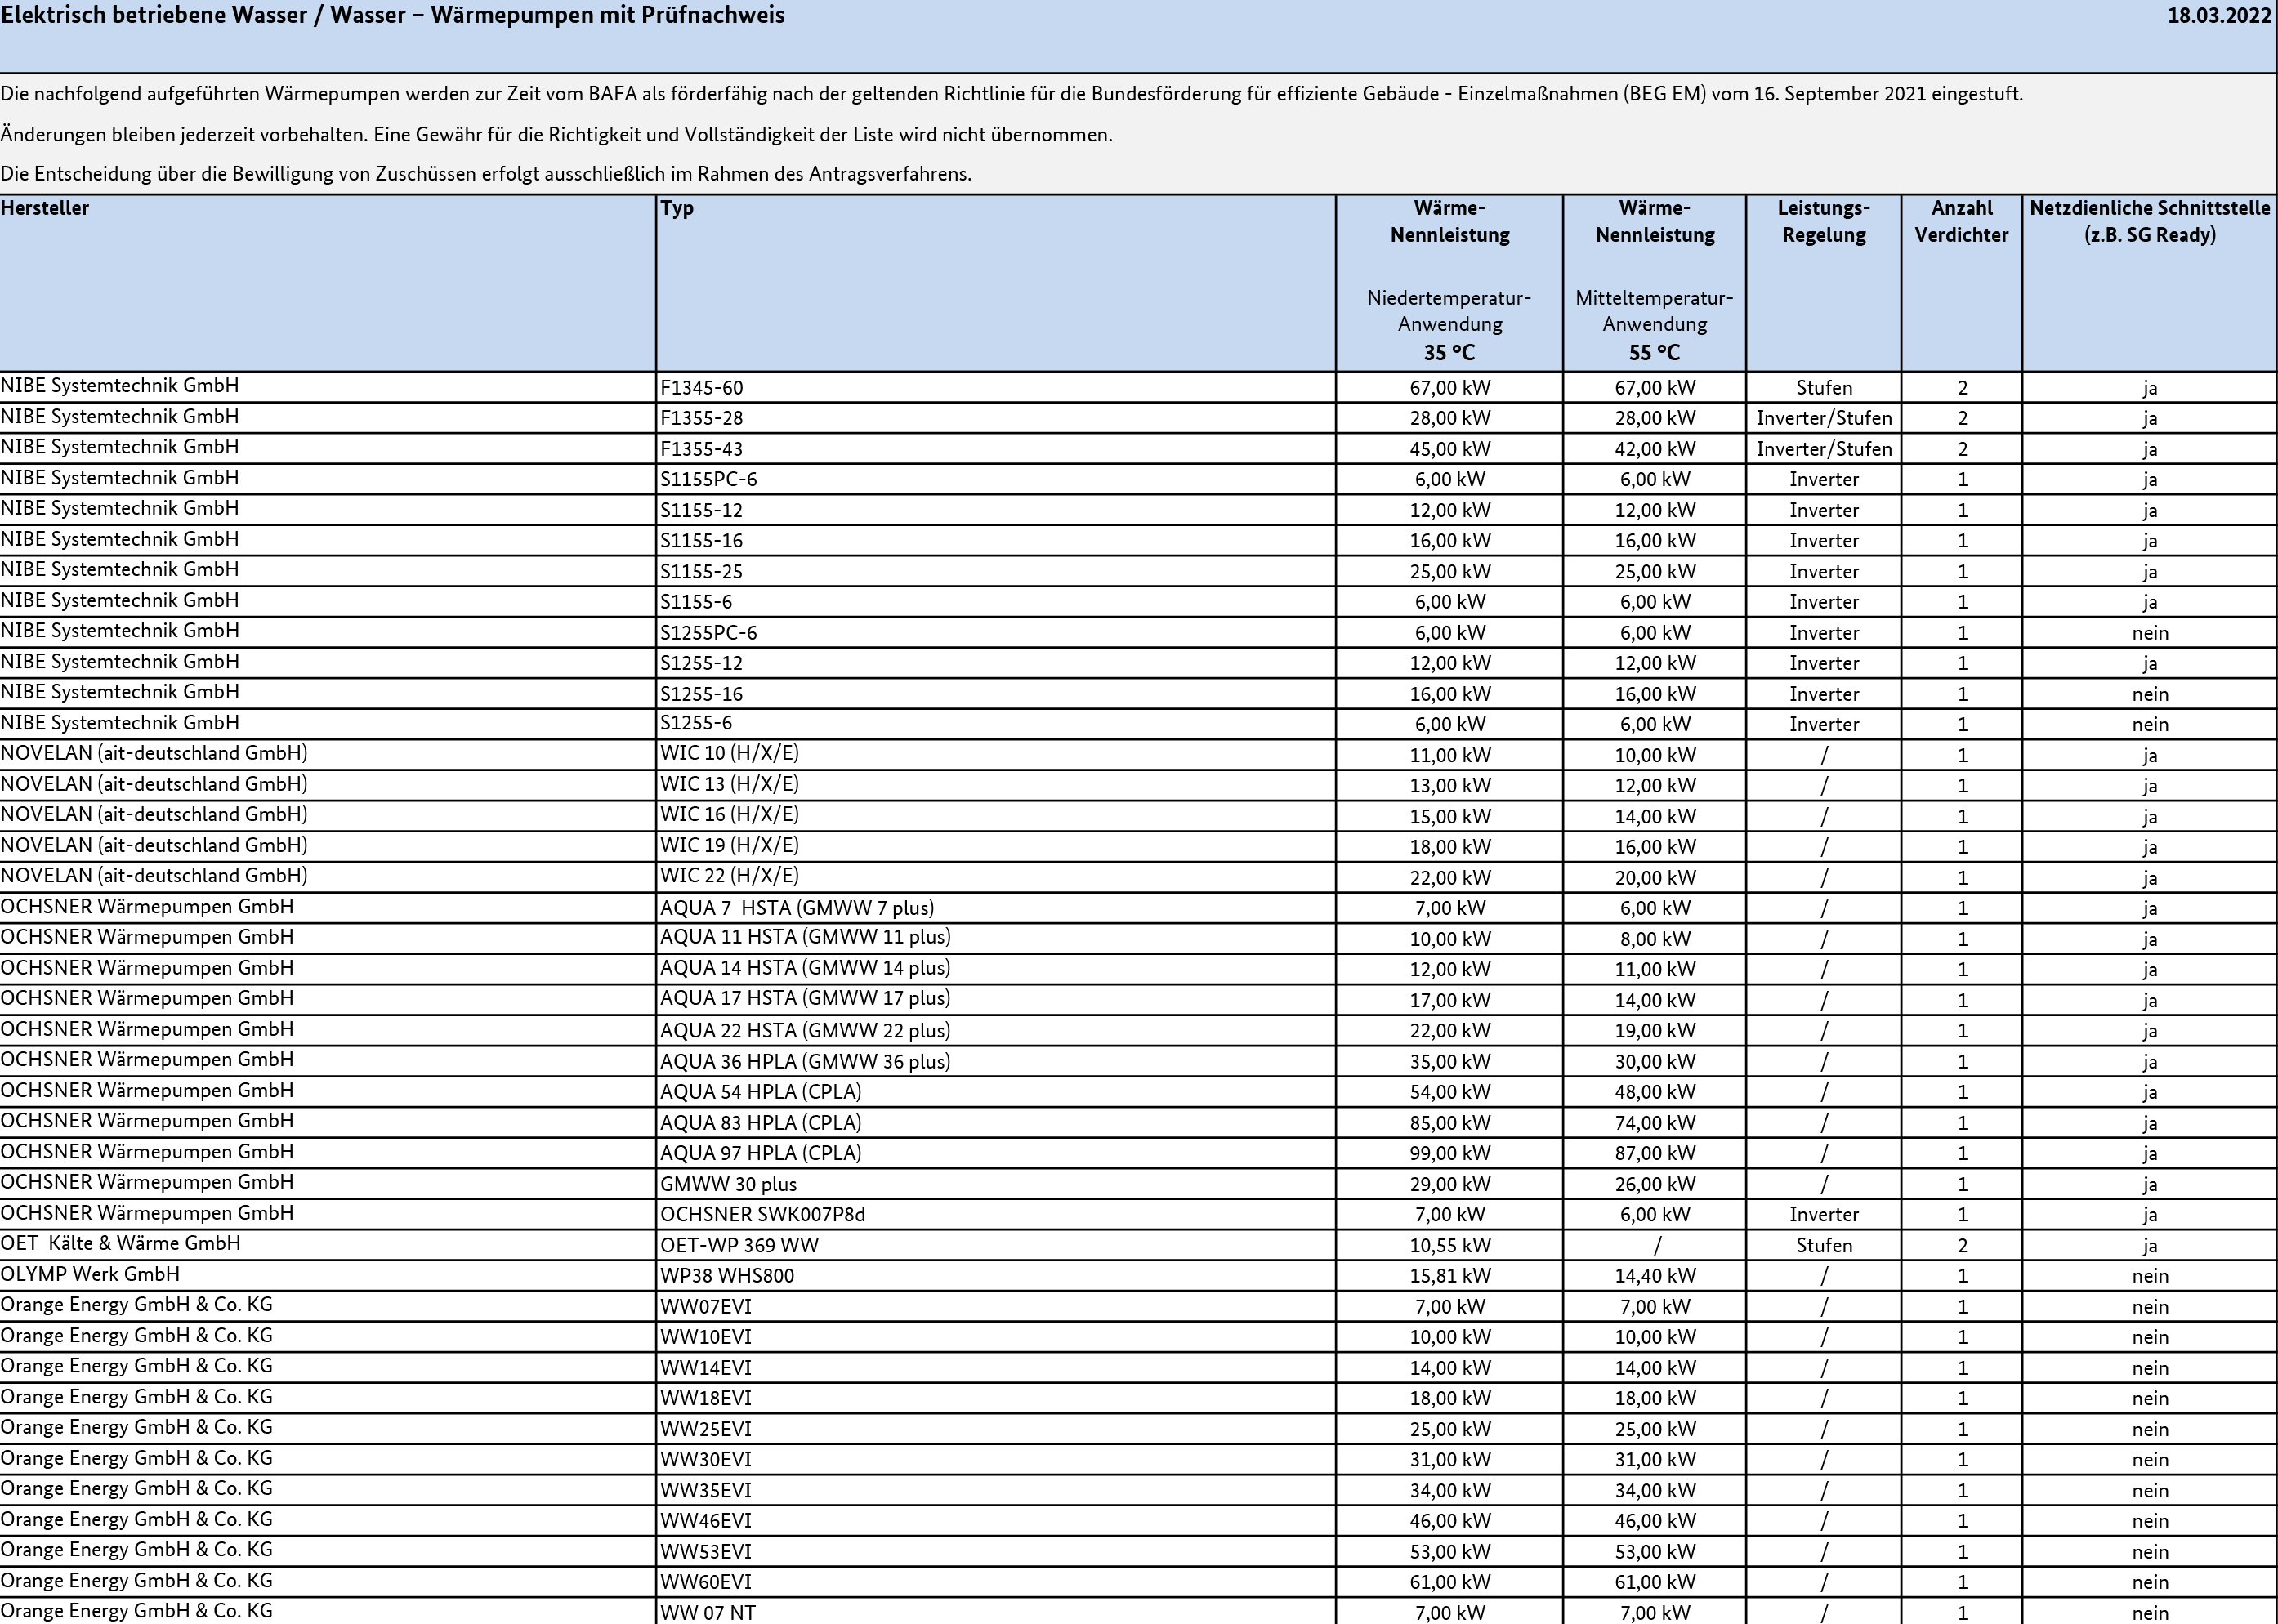 Elektrisch betriebene Wasser / Wasser – Wärmepumpen mit Prüfnachweis 18.03.2022
Die nachfolgend aufgeführten Wärmepumpen werden zur Zeit vom BAFA als förderfähig nach der geltenden Richtlinie für die Bundesförderung für effiziente Gebäude - Einzelmaßnahmen (BEG EM) vom 16. September 2021 eingestuft.
Änderungen bleiben jederzeit vorbehalten. Eine Gewähr für die Richtigkeit und Vollständigkeit der Liste wird nicht übernommen.
Die Entscheidung über die Bewilligung von Zuschüssen erfolgt ausschließlich im Rahmen des Antragsverfahrens.
Hersteller Typ Wärme- Wärme- Leistungs- Anzahl Netzdienliche Schnittstelle
Nennleistung Nennleistung Regelung Verdichter (z.B. SG Ready)
Niedertemperatur- Mitteltemperatur-
Anwendung Anwendung
35 °C 55 °C
NIBE Systemtechnik GmbH F1345-60 67,00 kW 67,00 kW Stufen 2 ja
NIBE Systemtechnik GmbH F1355-28 28,00 kW 28,00 kW Inverter/Stufen 2 ja
NIBE Systemtechnik GmbH F1355-43 45,00 kW 42,00 kW Inverter/Stufen 2 ja
NIBE Systemtechnik GmbH S1155PC-6 6,00 kW 6,00 kW Inverter 1 ja
NIBE Systemtechnik GmbH S1155-12 12,00 kW 12,00 kW Inverter 1 ja
NIBE Systemtechnik GmbH S1155-16 16,00 kW 16,00 kW Inverter 1 ja
NIBE Systemtechnik GmbH S1155-25 25,00 kW 25,00 kW Inverter 1 ja
NIBE Systemtechnik GmbH S1155-6 6,00 kW 6,00 kW Inverter 1 ja
NIBE Systemtechnik GmbH S1255PC-6 6,00 kW 6,00 kW Inverter 1 nein
NIBE Systemtechnik GmbH S1255-12 12,00 kW 12,00 kW Inverter 1 ja
NIBE Systemtechnik GmbH S1255-16 16,00 kW 16,00 kW Inverter 1 nein
NIBE Systemtechnik GmbH S1255-6 6,00 kW 6,00 kW Inverter 1 nein
NOVELAN (ait-deutschland GmbH) WIC 10 (H/X/E) 11,00 kW 10,00 kW / 1 ja
NOVELAN (ait-deutschland GmbH) WIC 13 (H/X/E) 13,00 kW 12,00 kW / 1 ja
NOVELAN (ait-deutschland GmbH) WIC 16 (H/X/E) 15,00 kW 14,00 kW / 1 ja
NOVELAN (ait-deutschland GmbH) WIC 19 (H/X/E) 18,00 kW 16,00 kW / 1 ja
NOVELAN (ait-deutschland GmbH) WIC 22 (H/X/E) 22,00 kW 20,00 kW / 1 ja
OCHSNER Wärmepumpen GmbH AQUA 7 HSTA (GMWW 7 plus) 7,00 kW 6,00 kW / 1 ja
OCHSNER Wärmepumpen GmbH AQUA 11 HSTA (GMWW 11 plus) 10,00 kW 8,00 kW / 1 ja
OCHSNER Wärmepumpen GmbH AQUA 14 HSTA (GMWW 14 plus) 12,00 kW 11,00 kW / 1 ja
OCHSNER Wärmepumpen GmbH AQUA 17 HSTA (GMWW 17 plus) 17,00 kW 14,00 kW / 1 ja
OCHSNER Wärmepumpen GmbH AQUA 22 HSTA (GMWW 22 plus) 22,00 kW 19,00 kW / 1 ja
OCHSNER Wärmepumpen GmbH AQUA 36 HPLA (GMWW 36 plus) 35,00 kW 30,00 kW / 1 ja
OCHSNER Wärmepumpen GmbH AQUA 54 HPLA (CPLA) 54,00 kW 48,00 kW / 1 ja
OCHSNER Wärmepumpen GmbH AQUA 83 HPLA (CPLA) 85,00 kW 74,00 kW / 1 ja
OCHSNER Wärmepumpen GmbH AQUA 97 HPLA (CPLA) 99,00 kW 87,00 kW / 1 ja
OCHSNER Wärmepumpen GmbH GMWW 30 plus 29,00 kW 26,00 kW / 1 ja
OCHSNER Wärmepumpen GmbH OCHSNER SWK007P8d 7,00 kW 6,00 kW Inverter 1 ja
OET Kälte & Wärme GmbH OET-WP 369 WW 10,55 kW / Stufen 2 ja
OLYMP Werk GmbH WP38 WHS800 15,81 kW 14,40 kW / 1 nein
Orange Energy GmbH & Co. KG WW07EVI 7,00 kW 7,00 kW / 1 nein
Orange Energy GmbH & Co. KG WW10EVI 10,00 kW 10,00 kW / 1 nein
Orange Energy GmbH & Co. KG WW14EVI 14,00 kW 14,00 kW / 1 nein
Orange Energy GmbH & Co. KG WW18EVI 18,00 kW 18,00 kW / 1 nein
Orange Energy GmbH & Co. KG WW25EVI 25,00 kW 25,00 kW / 1 nein
Orange Energy GmbH & Co. KG WW30EVI 31,00 kW 31,00 kW / 1 nein
Orange Energy GmbH & Co. KG WW35EVI 34,00 kW 34,00 kW / 1 nein
Orange Energy GmbH & Co. KG WW46EVI 46,00 kW 46,00 kW / 1 nein
Orange Energy GmbH & Co. KG WW53EVI 53,00 kW 53,00 kW / 1 nein
Orange Energy GmbH & Co. KG WW60EVI 61,00 kW 61,00 kW / 1 nein
Orange Energy GmbH & Co. KG WW 07 NT 7,00 kW 7,00 kW / 1 nein